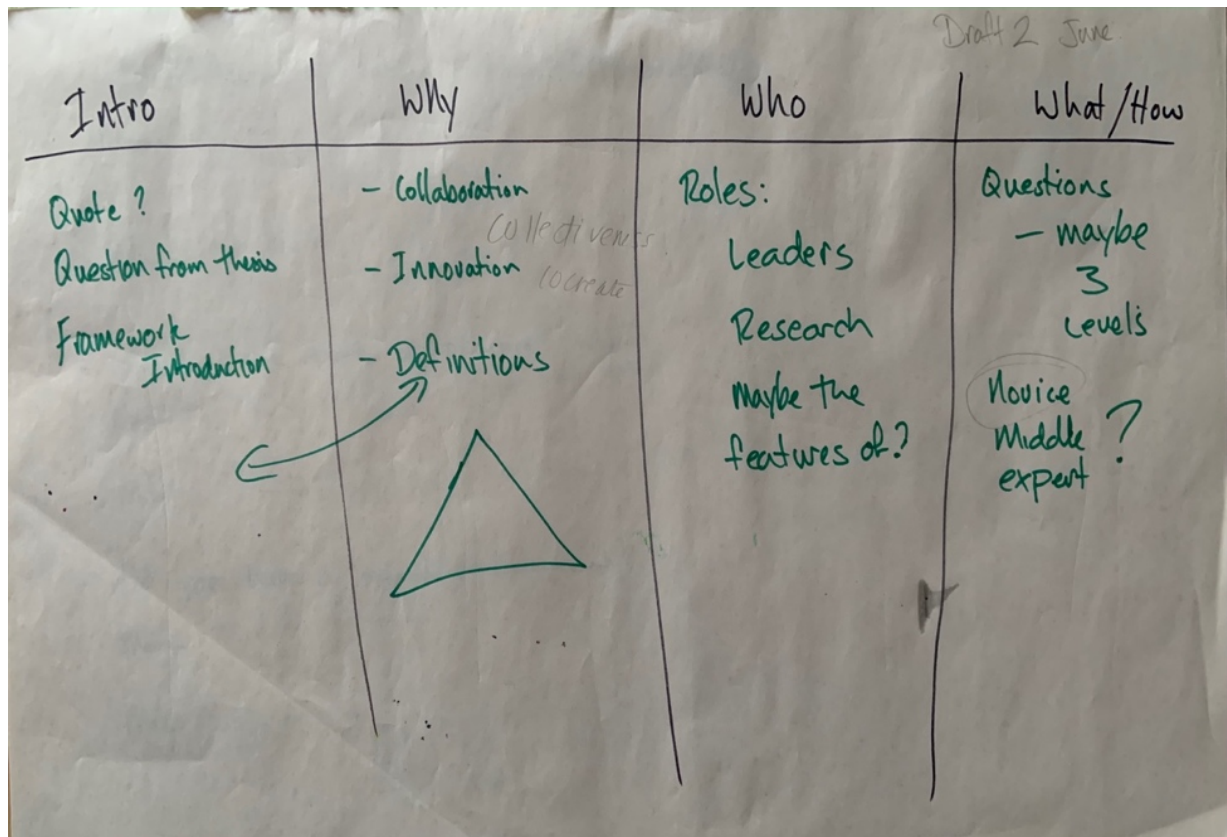 Draft 2 June
Intro
Why
Who
What/How
Quote ?
Question from thesis
Framework
Introduction
- Collaboration
Collectivenss
- Innovation
cocreate
- Definitions
Roles:
Leaders
Research
maybe the
features of?
Questions
- maybe
3
Levels
Novice
Middle ?
expert